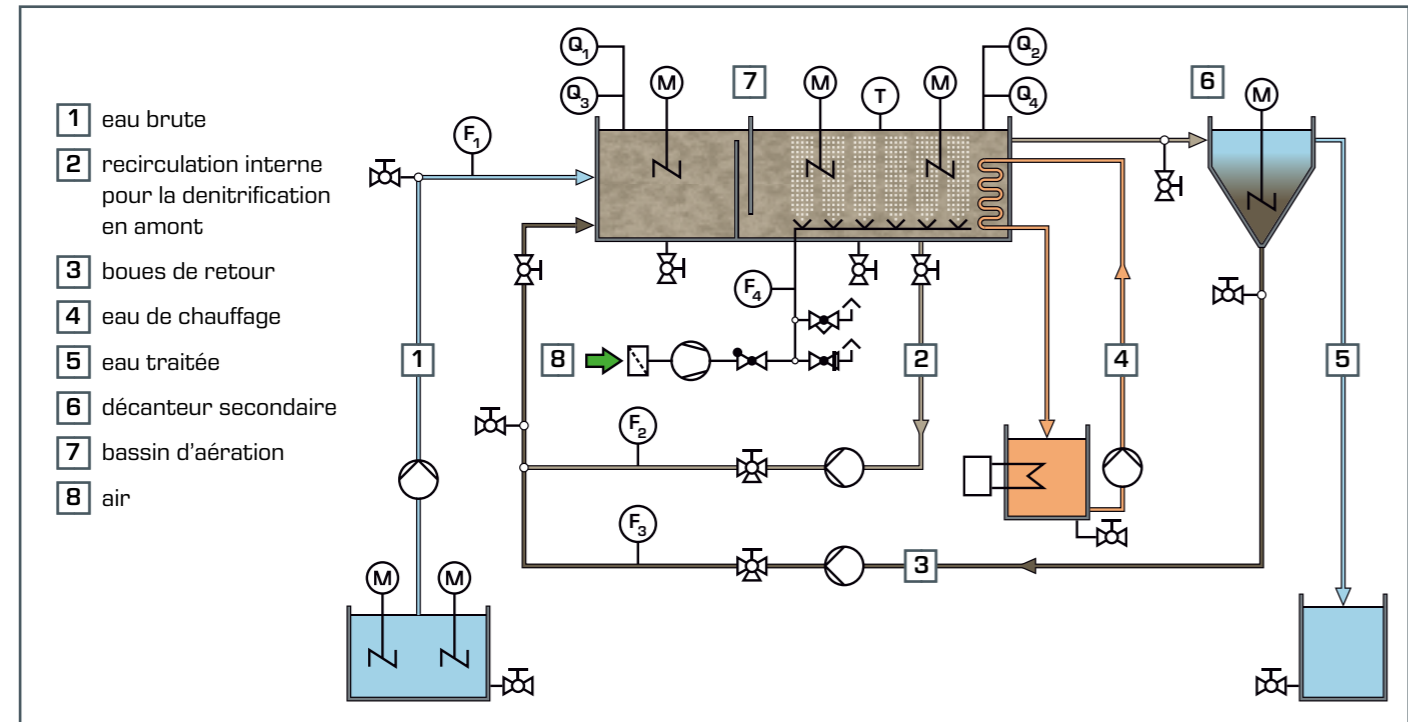 1 eau brute
2 recirculation interne
pour la denitrification
en amont
3 boues de retour
4 eau de chauffage
5 eau traitée
6 décanteur secondaire
7 bassin d'aération
8 air
Q1
Q2
Q3
M
7
M
T
M
Q4
6
M
F1
F4
1
8
2
4
5
F2
F3
3
M
M